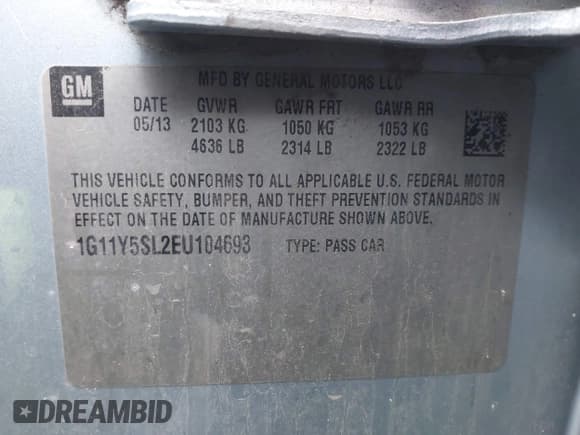 GM
MFD BY GENERAL MOTORS LLC
DATE GVWR GAWR FRT GAWR RR
05/13 2103 KG 1050 KG 1053 KG
4636 LB 2314 LB 2322 LB
THIS VEHICLE CONFORMS TO ALL APPLICABLE U.S. FEDERAL MOTOR
VEHICLE SAFETY, BUMPER, AND THEFT PREVENTION STANDARDS IN
EFFECT ON THE DATE OF MANUFACTURE SHOWN ABOVE.
1G11Y5SL2EU104693 TYPE: PASS CAR
DREAMBID